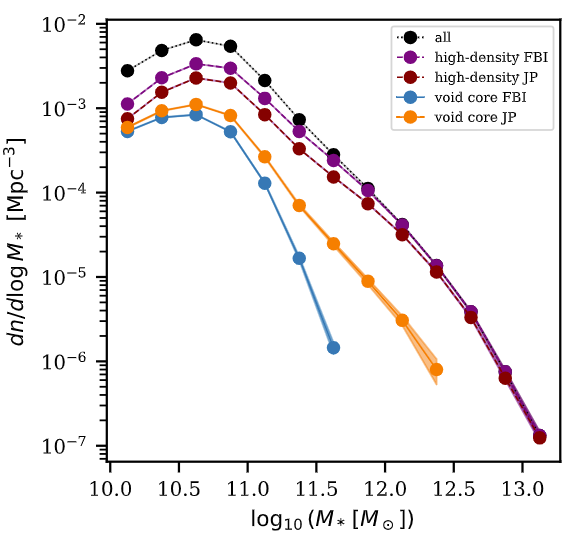 10⁻²
10⁻³
10⁻⁴
10⁻⁵
10⁻⁶
10⁻⁷
dn/dlog M* [Mpc⁻³]
all
high-density FBI
high-density JP
void core FBI
void core JP
10.0 10.5 11.0 11.5 12.0 12.5 13.0
log₁₀ (M* [M⊙])